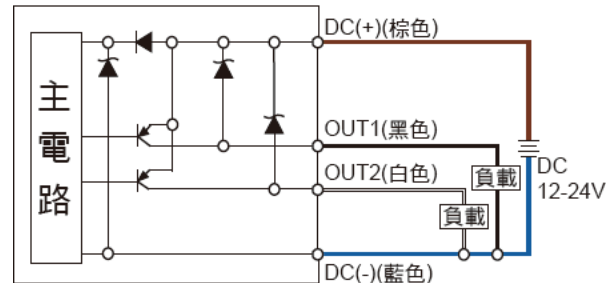 主電路
DC(+)(棕色)
OUT1(黑色)
負載
DC
12-24V
OUT2(白色)
負載
DC(-)(藍色)